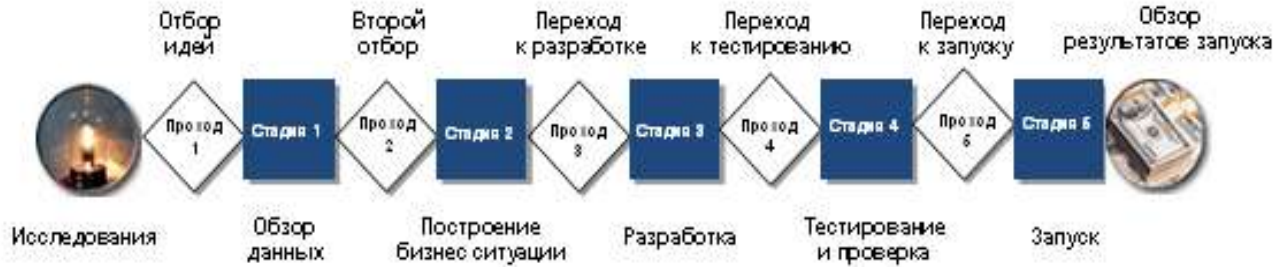 Отбор
идей
Второй
отбор
Переход
к разработке
Переход
к тестированию
Переход
к запуску
Обзор
результатов запуска
Проход
1
Стадия 1
Проход
2
Стадия 2
Проход
3
Стадия 3
Проход
4
Стадия 4
Проход
5
Стадия 5
Исследования
Обзор
данных
Построение
бизнес ситуации
Разработка
Тестирование
и проверка
Запуск